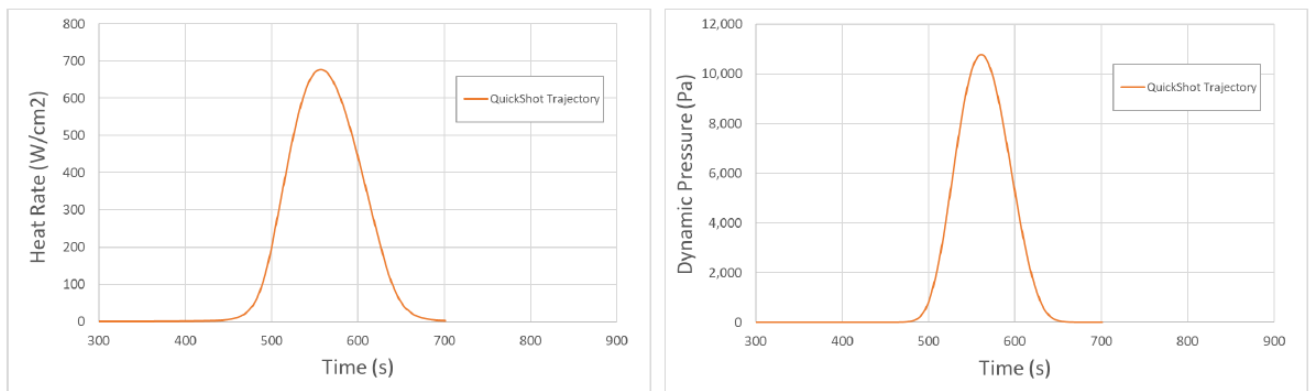 800
700
600
500
400
300
200
100
0
Heat Rate (W/cm2)
300 400 500 600 700 800 900
Time (s)
QuickShot Trajectory
12,000
10,000
8,000
6,000
4,000
2,000
0
Dynamic Pressure (Pa)
300 400 500 600 700 800 900
Time (s)
QuickShot Trajectory